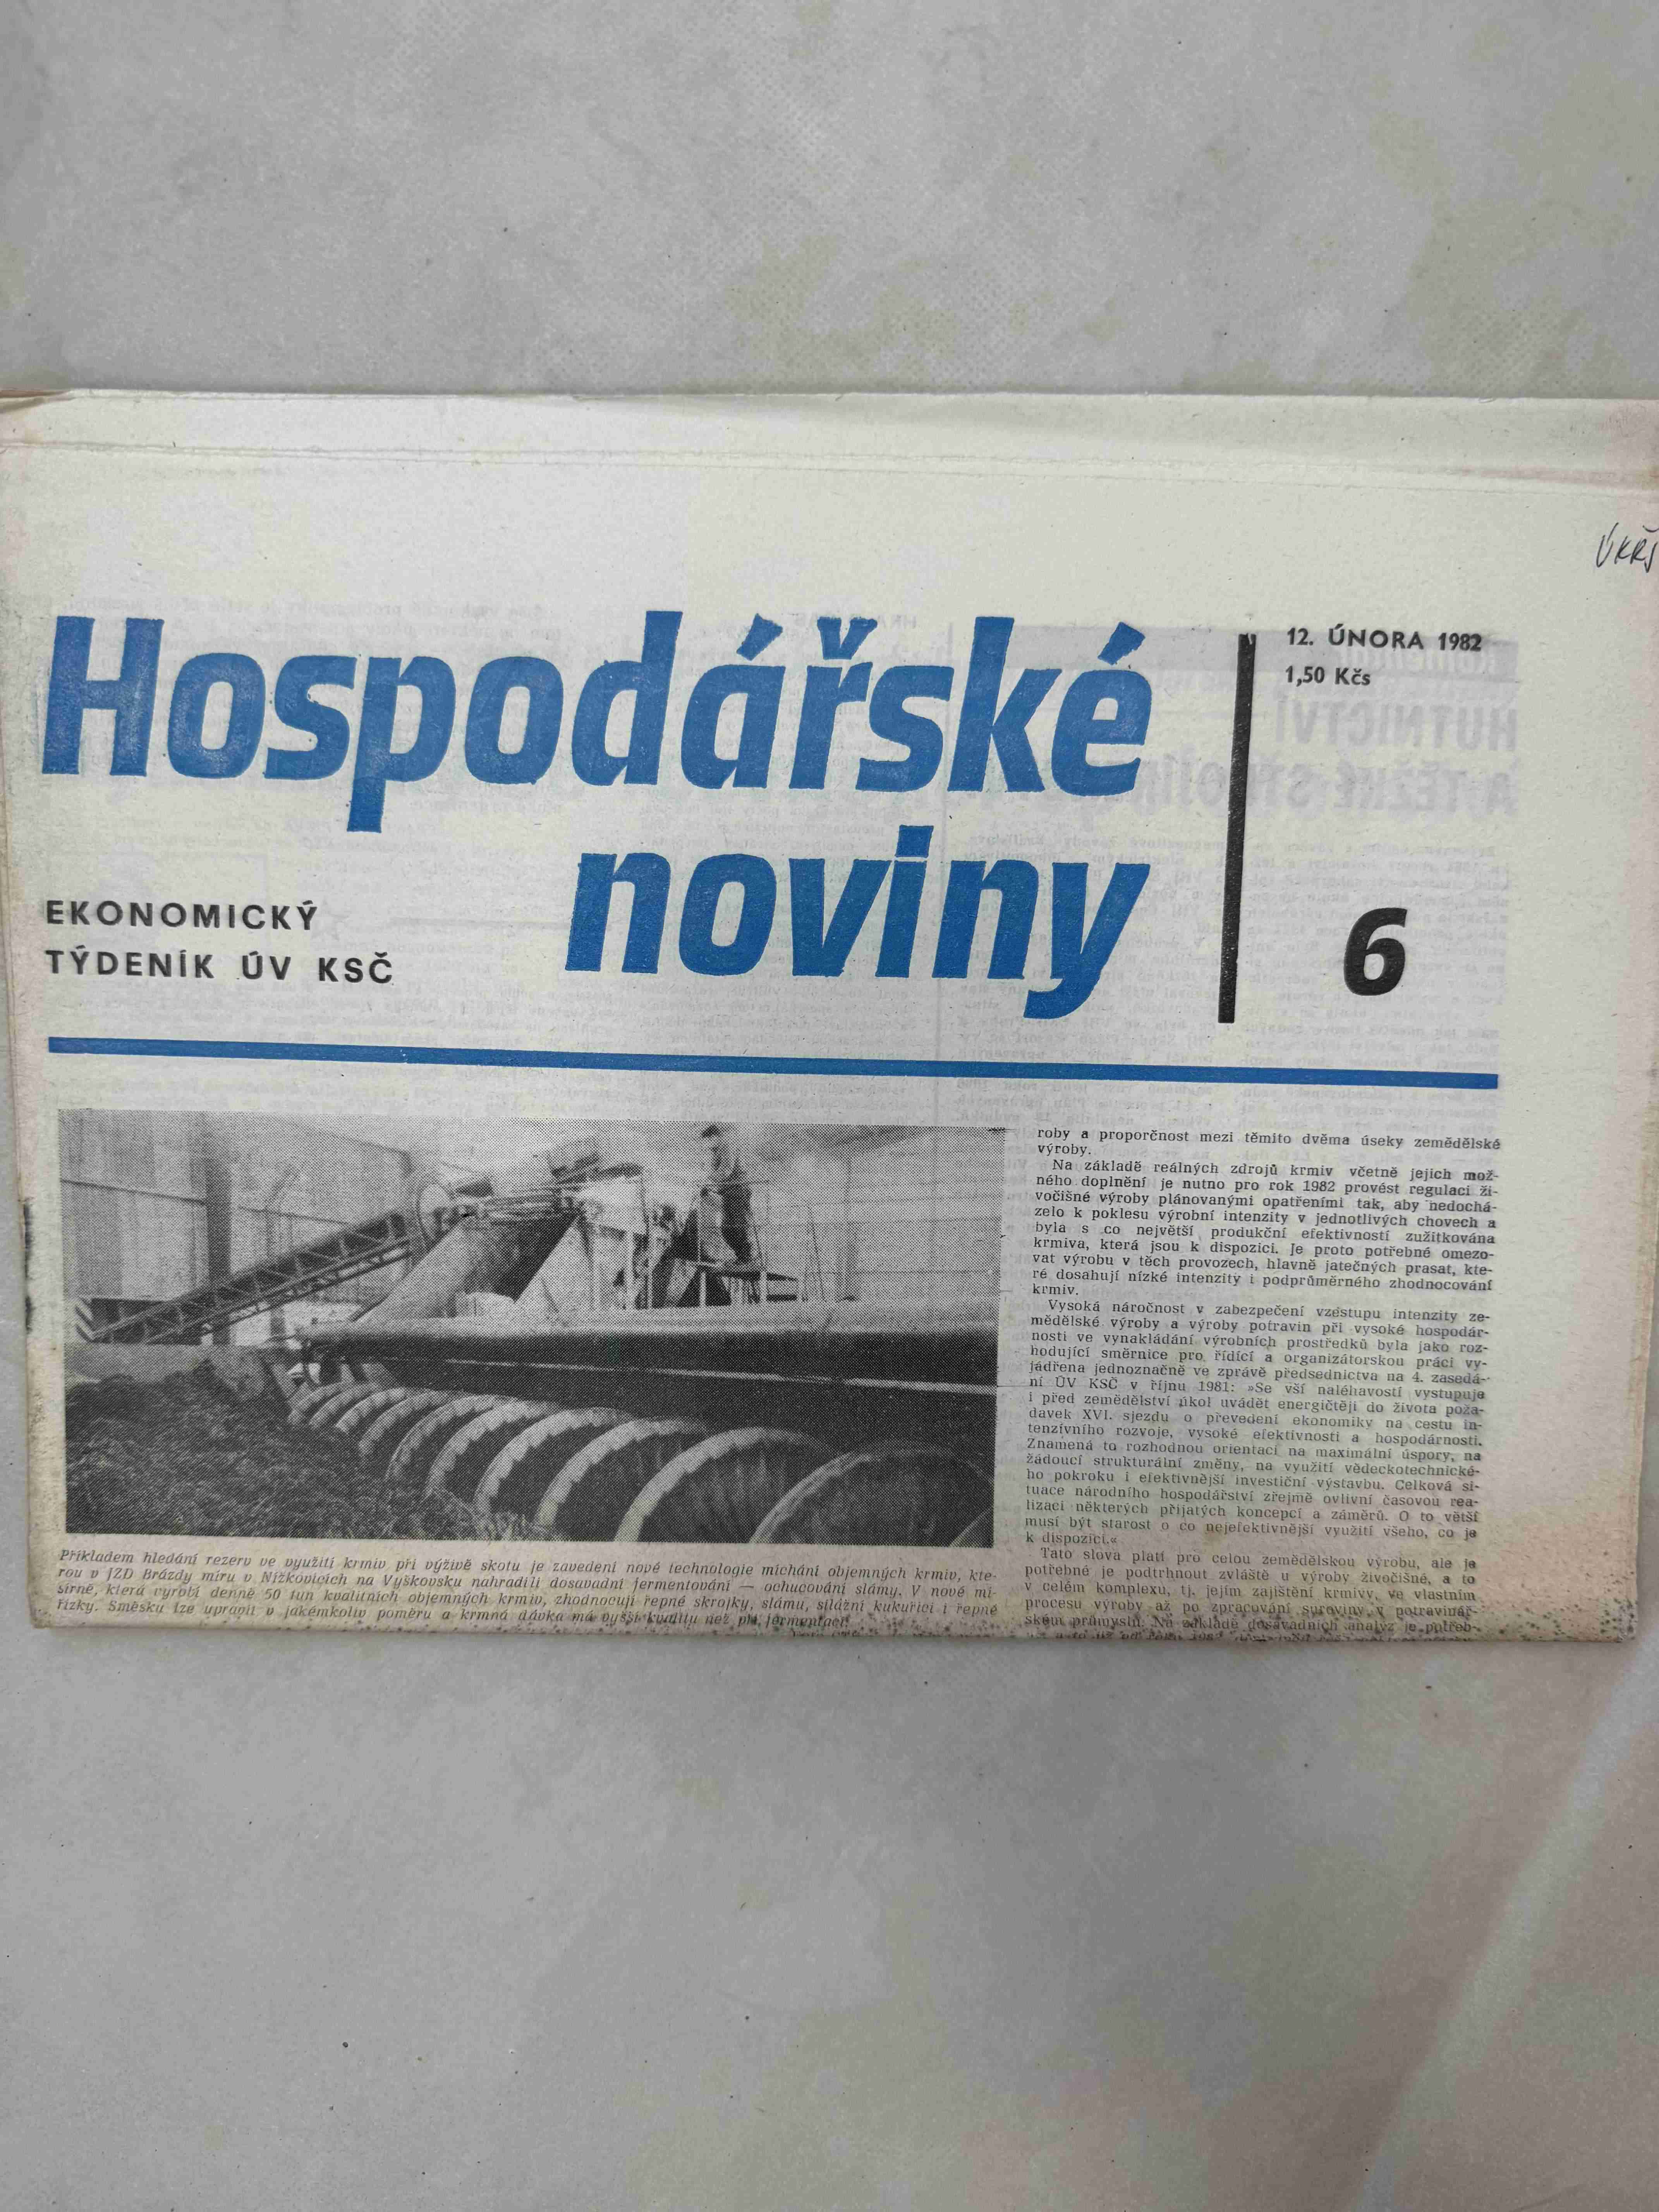 ÚKRŠ
Hospodářské
noviny
EKONOMICKÝ
TÝDENÍK ÚV KSČ
12. ÚNORA 1982
1,50 Kčs
6
Příkladem hledání rezerv ve využití krmiv při výživě skotu je zavedení nové technologie míchání objemných krmiv, kte-
rou v JZD Brázdy míru v Nížkovicích na Vyškovsku nahradili dosavadní fermentování — ochucování slámy. V nové mí-
sírně, která vyrobí denně 50 tun kvalitních objemných krmiv, zhodnocují řepné skrojky, slámu, silážní kukuřici i řepné
řízky. Směsku lze upravit v jakémkoliv poměru a krmná dávka má vyšší kvalitu než při fermentaci.
roby a proporčnost mezi těmito dvěma úseky zemědělské
výroby.
Na základě reálných zdrojů krmiv včetně jejich mož-
ného doplnění je nutno pro rok 1982 provést regulaci ži-
vočišné výroby plánovanými opatřeními tak, aby nedochá-
zelo k poklesu výrobní intenzity v jednotlivých chovech a
byla s co největší produkční efektivností zužitkována
krmiva, která jsou k dispozici. Je proto potřebné omezo-
vat výrobu v těch provozech, hlavně jatečných prasat, kte-
ré dosahují nízké intenzity i podprůměrného zhodnocování
krmiv.
Vysoká náročnost v zabezpečení vzestupu intenzity ze-
mědělské výroby a výroby potravin při vysoké hospodár-
nosti ve vynakládání výrobních prostředků byla jako roz-
hodující směrnice pro řídící a organizátorskou práci vy-
jádřena jednoznačně ve zprávě předsednictva na 4. zasedá-
ní ÚV KSČ v říjnu 1981: »Se vší naléhavostí vystupuje
i před zemědělství úkol uvádět energičtěji do života poža-
davek XVI. sjezdu o převedení ekonomiky na cestu in-
tenzívního rozvoje, vysoké efektivnosti a hospodárnosti.
Znamená to rozhodnou orientaci na maximální úspory, na
žádoucí strukturální změny, na využití vědeckotechnické-
ho pokroku i efektivnější investiční výstavbu. Celková si-
tuace národního hospodářství zřejmě ovlivní časovou rea-
lizaci některých přijatých koncepcí a záměrů. O to větší
musí být starost o co nejefektivnější využití všeho, co je
k dispozici.«
Tato slova platí pro celou zemědělskou výrobu, ale je
potřebné je podtrhnout zvláště u výroby živočišné, a to
v celém komplexu, tj. jejím zajištění krmivy, ve vlastním
procesu výroby až po zpracování suroviny v potravinář-
ském průmyslu. Na základě dosavadních analýz je potřeb-